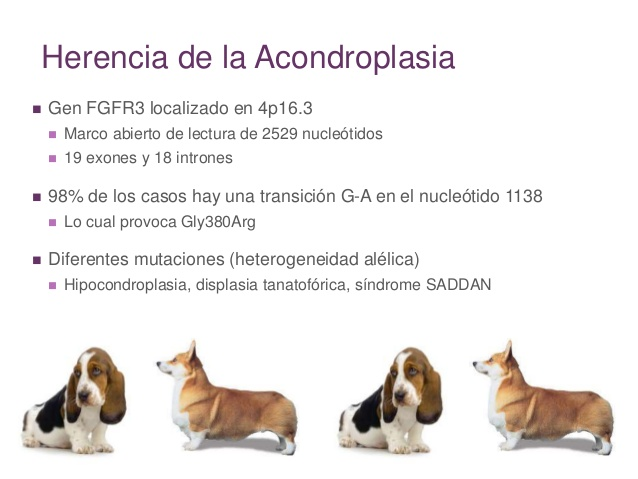 Herencia de la Acondroplasia
Gen FGFR3 localizado en 4p16.3
Marco abierto de lectura de 2529 nucleótidos
19 exones y 18 intrones
98% de los casos hay una transición G-A en el nucleótido 1138
Lo cual provoca Gly380Arg
Diferentes mutaciones (heterogeneidad alélica)
Hipocondroplasia, displasia tanatofórica, síndrome SADDAN